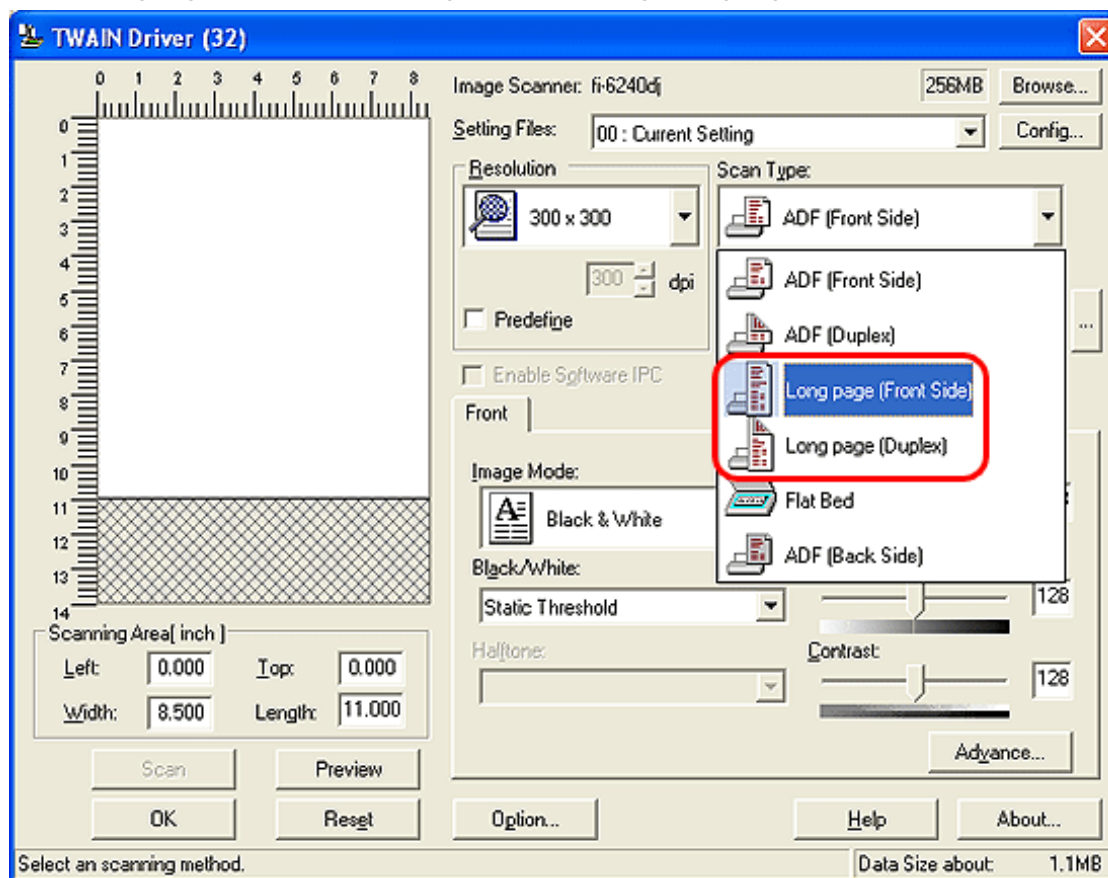 TWAIN Driver (32)
0 1 2 3 4 5 6 7 8
0
1
2
3
4
5
6
7
8
9
10
11
12
13
14
Image Scanner: fi-6240dj
256MB
Browse...
Setting Files:
00 : Current Setting
Config...
Resolution
300 x 300
300 dpi
Predefine
Scan Type:
ADF (Front Side)
ADF (Front Side)
ADF (Duplex)
Long page (Front Side)
Long page (Duplex)
Flat Bed
ADF (Back Side)
...
Enable Software IPC
Front
Image Mode:
Black & White
Black/White:
Static Threshold
128
Halftone:
Contrast:
128
Advance...
Scanning Area[ inch ]
Left: 0.000 Top: 0.000
Width: 8.500 Length: 11.000
Scan
Preview
OK
Reset
Option...
Help
About...
Select an scanning method.
Data Size about: 1.1MB